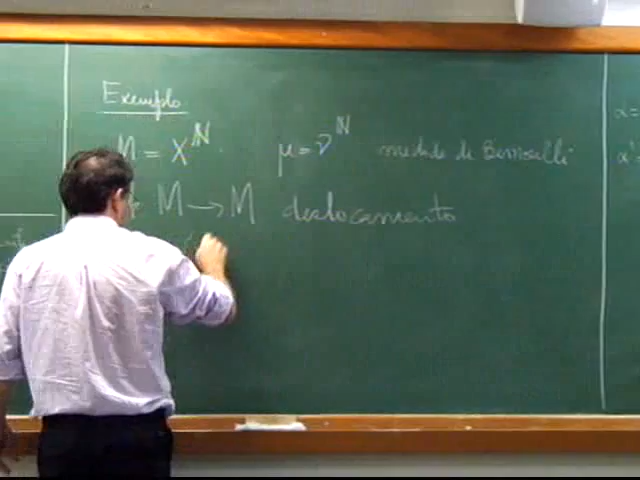 Exemplo
M = X^ℕ. μ = ν^ℕ medida de Bernoulli
M → M deslocamento
α =
α'